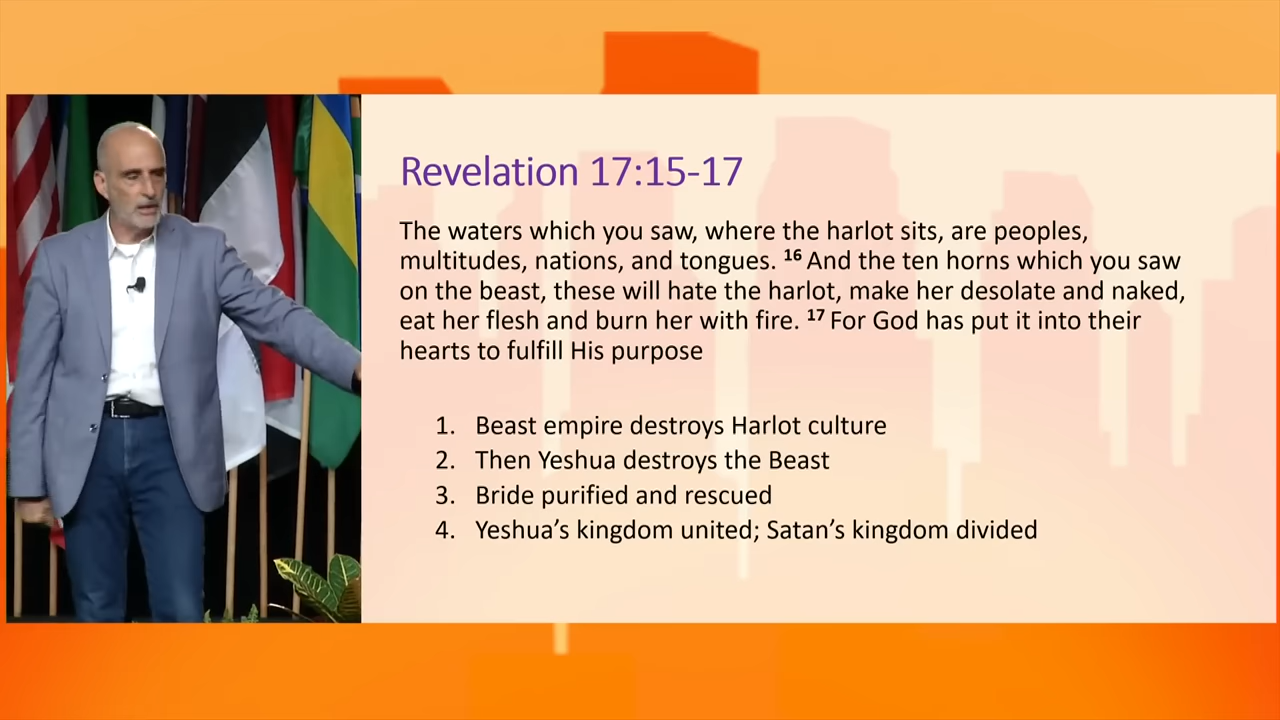 Revelation 17:15-17
The waters which you saw, where the harlot sits, are peoples,
multitudes, nations, and tongues. 16 And the ten horns which you saw
on the beast, these will hate the harlot, make her desolate and naked,
eat her flesh and burn her with fire. 17 For God has put it into their
hearts to fulfill His purpose
1. Beast empire destroys Harlot culture
2. Then Yeshua destroys the Beast
3. Bride purified and rescued
4. Yeshua’s kingdom united; Satan’s kingdom divided